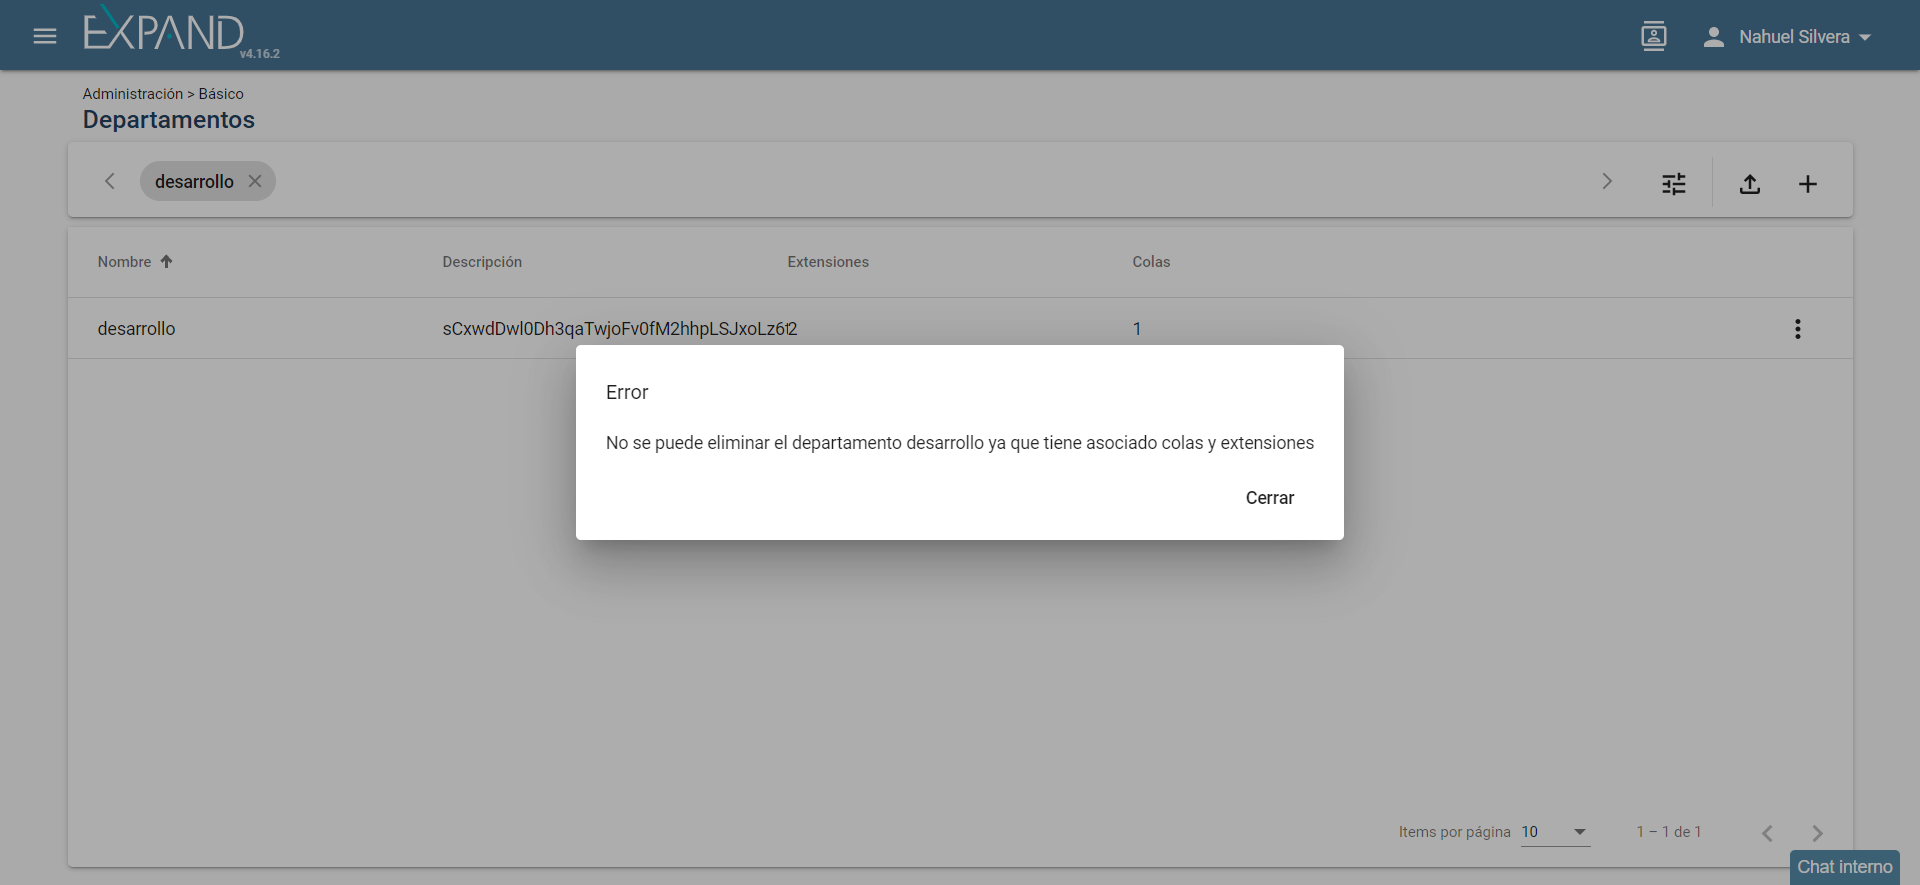 EXPAND
v4.16.2
Nahuel Silvera
Administración > Básico
Departamentos
desarrollo
Nombre Descripción Extensiones Colas
desarrollo sCxwdDwl0Dh3qaTwjoFv0fM2hhpLSJxoLz6 2 1
Error
No se puede eliminar el departamento desarrollo ya que tiene asociado colas y extensiones
Cerrar
Items por página 10 1 – 1 de 1
Chat interno